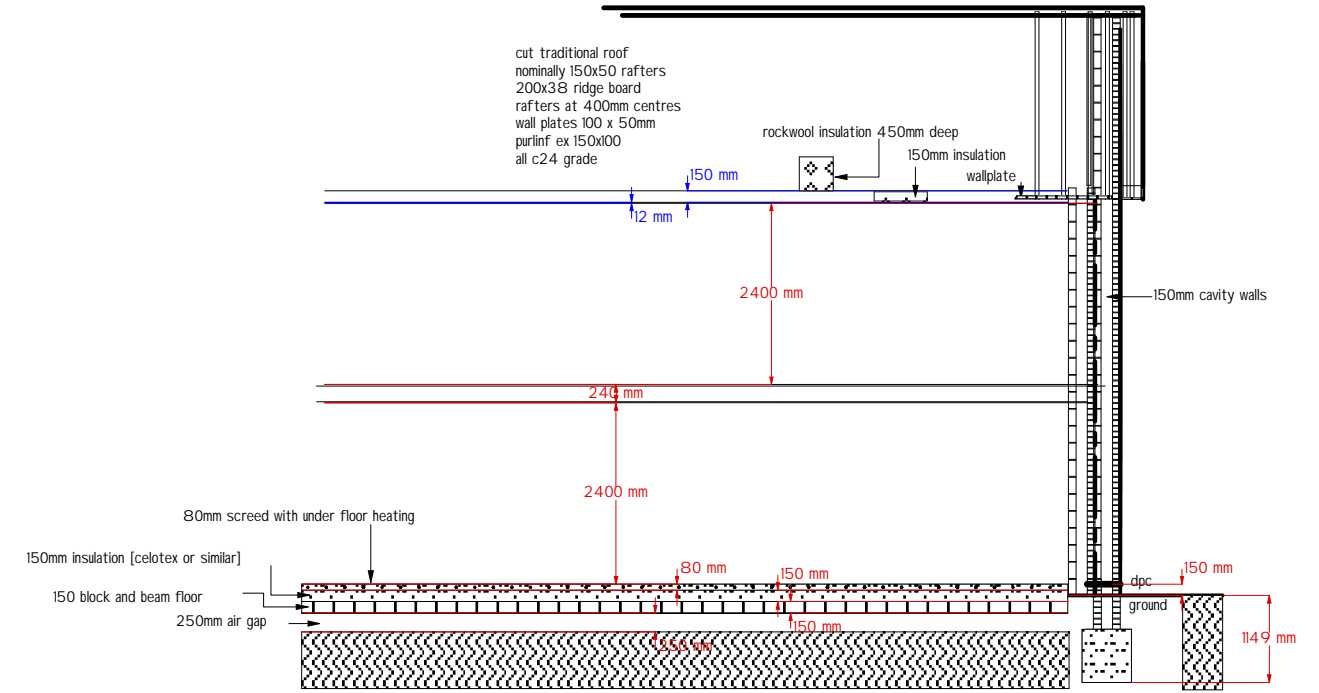 cut traditional roof
nominally 150x50 rafters
200x38 ridge board
rafters at 400mm centres
wall plates 100 x 50mm
purlinf ex 150x100
all c24 grade
rockwool insulation 450mm deep
150mm insulation
wallplate
150 mm
12 mm
2400 mm
150mm cavity walls
240 mm
2400 mm
80mm screed with under floor heating
150mm insulation [celotex or similar]
150 block and beam floor
250mm air gap
80 mm
150 mm
150mm
250 mm
dpc
ground
150 mm
1149 mm